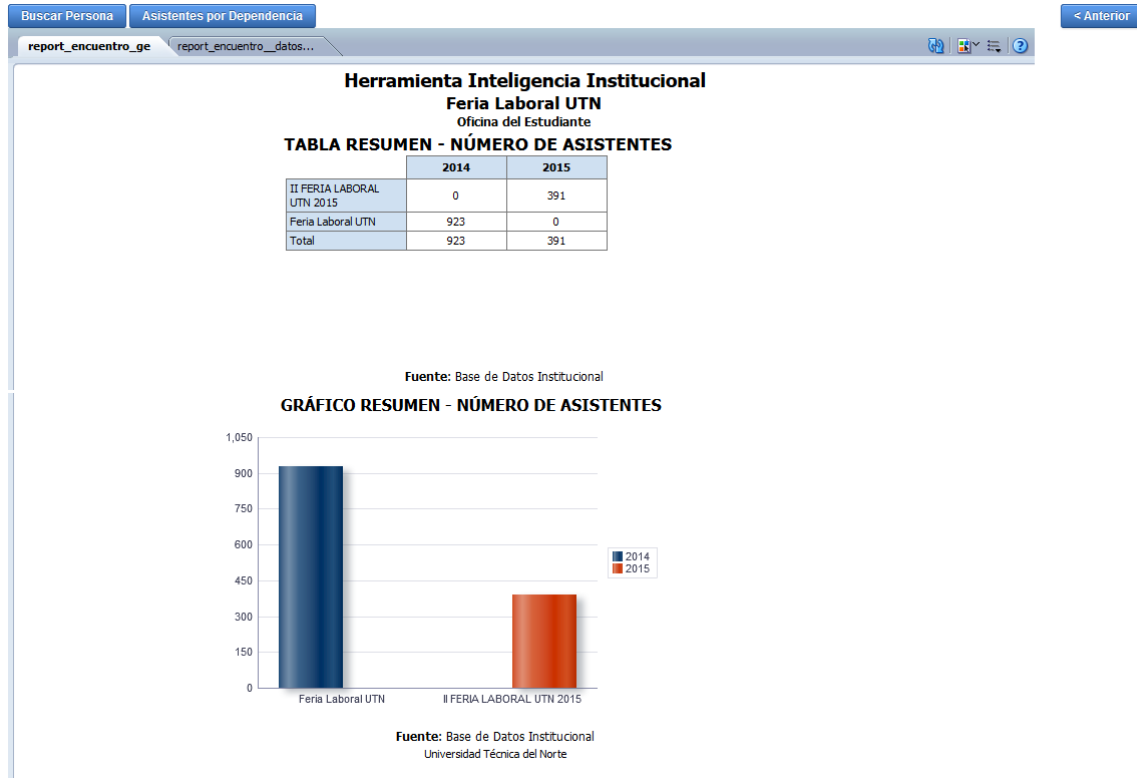 Buscar Persona Asistentes por Dependencia < Anterior
report_encuentro_ge report_encuentro__datos...
Herramienta Inteligencia Institucional
Feria Laboral UTN
Oficina del Estudiante
TABLA RESUMEN - NÚMERO DE ASISTENTES
2014 2015
II FERIA LABORAL
UTN 2015 0 391
Feria Laboral UTN 923 0
Total 923 391
Fuente: Base de Datos Institucional
GRÁFICO RESUMEN - NÚMERO DE ASISTENTES
1,050
900
750
600
450
300
150
0
2014
2015
Feria Laboral UTN II FERIA LABORAL UTN 2015
Fuente: Base de Datos Institucional
Universidad Técnica del Norte